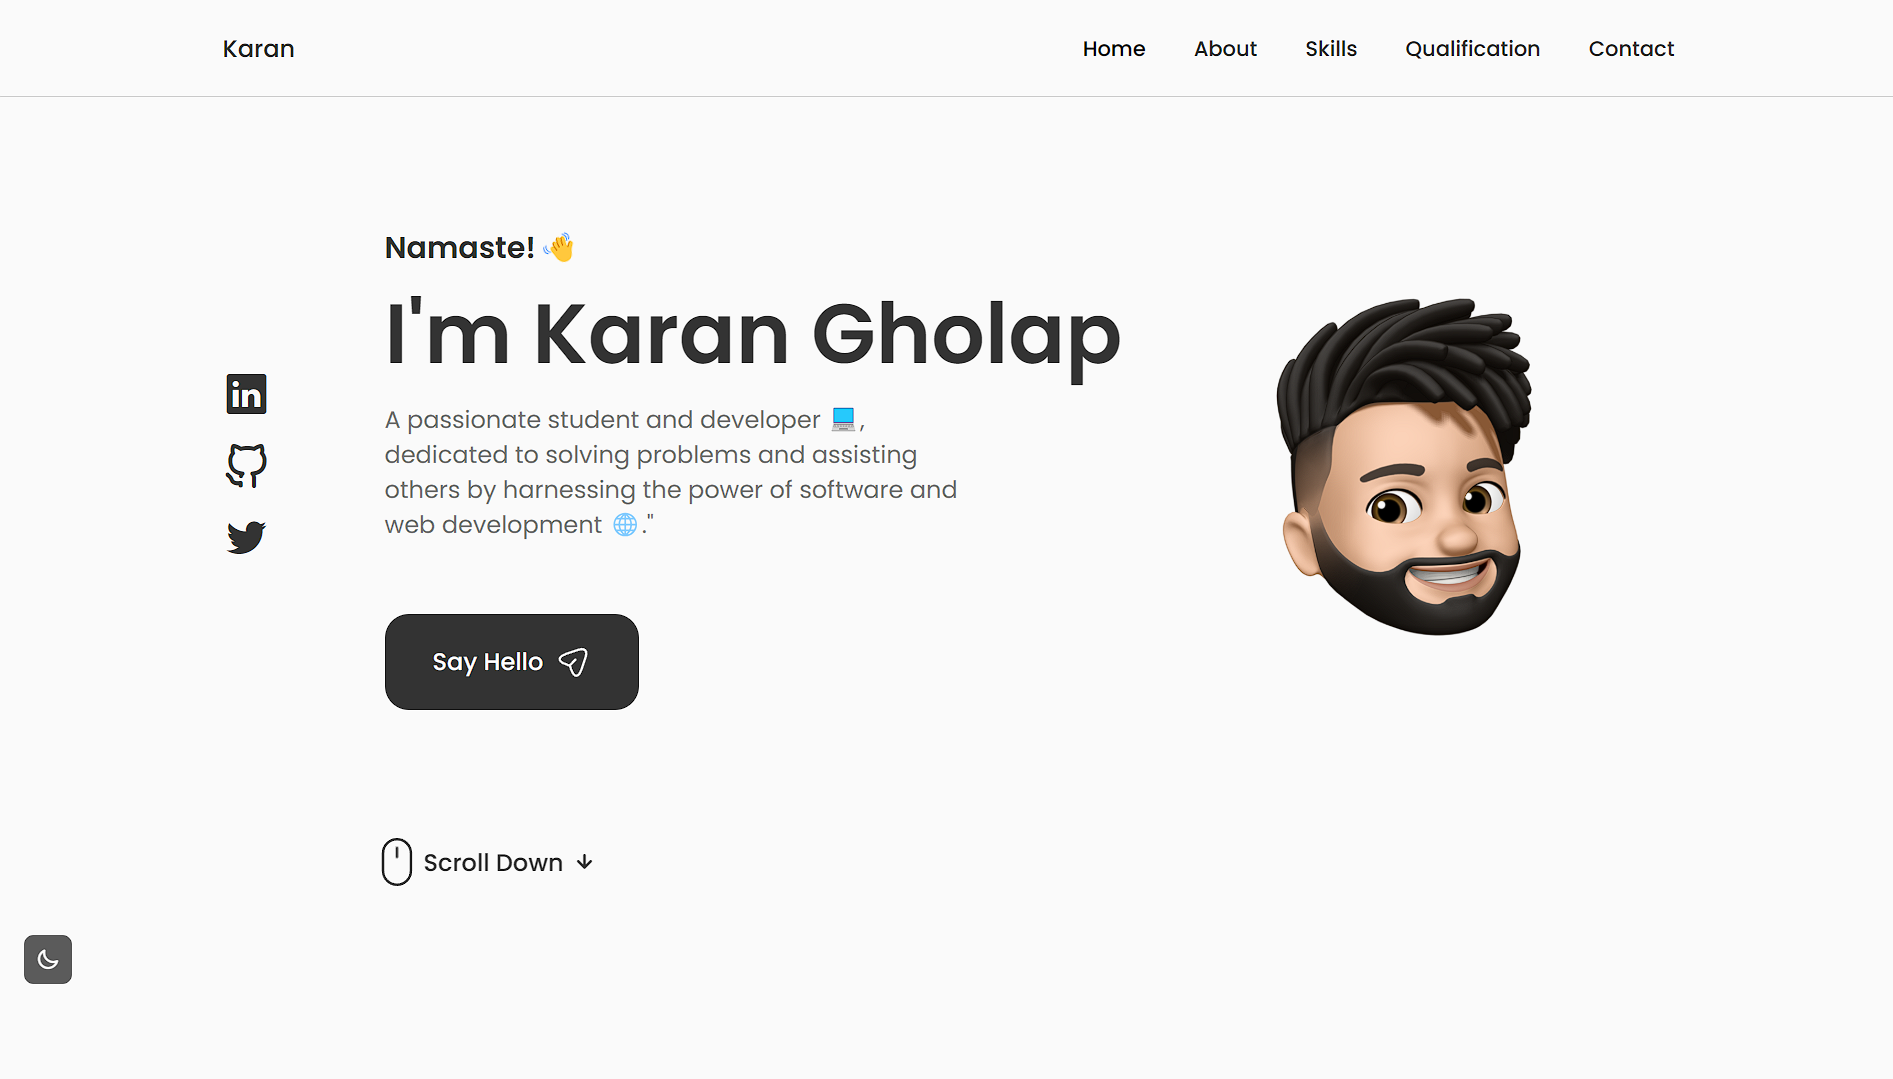 Karan
Home About Skills Qualification Contact
Namaste! 👋
I'm Karan Gholap
in
A passionate student and developer 💻,
dedicated to solving problems and assisting
others by harnessing the power of software and
web development 🌐."
Say Hello
Scroll Down ↓